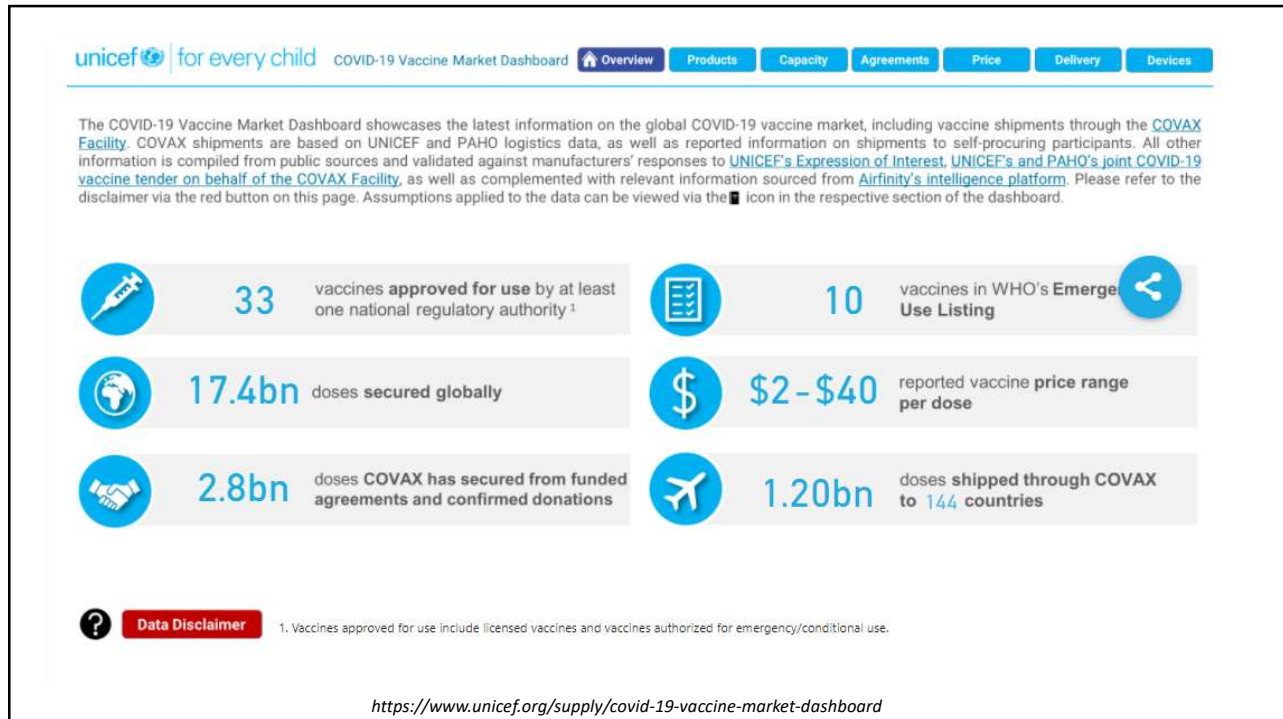 unicef for every child COVID-19 Vaccine Market Dashboard Overview Products Capacity Agreements Price Delivery Devices
The COVID-19 Vaccine Market Dashboard showcases the latest information on the global COVID-19 vaccine market, including vaccine shipments through the COVAX
Facility. COVAX shipments are based on UNICEF and PAHO logistics data, as well as reported information on shipments to self-procuring participants. All other
information is compiled from public sources and validated against manufacturers' responses to UNICEF's Expression of Interest, UNICEF's and PAHO's joint COVID-19
vaccine tender on behalf of the COVAX Facility, as well as complemented with relevant information sourced from Airfinity's intelligence platform. Please refer to the
disclaimer via the red button on this page. Assumptions applied to the data can be viewed via the icon in the respective section of the dashboard.
33
vaccines approved for use by at least
one national regulatory authority 1
10
vaccines in WHO's Emerge
Use Listing
17.4bn
doses secured globally
$2-$40
reported vaccine price range
per dose
2.8bn
doses COVAX has secured from funded
agreements and confirmed donations
1.20bn
doses shipped through COVAX
to 144 countries
? Data Disclaimer 1. Vaccines approved for use include licensed vaccines and vaccines authorized for emergency/conditional use.
https://www.unicef.org/supply/covid-19-vaccine-market-dashboard